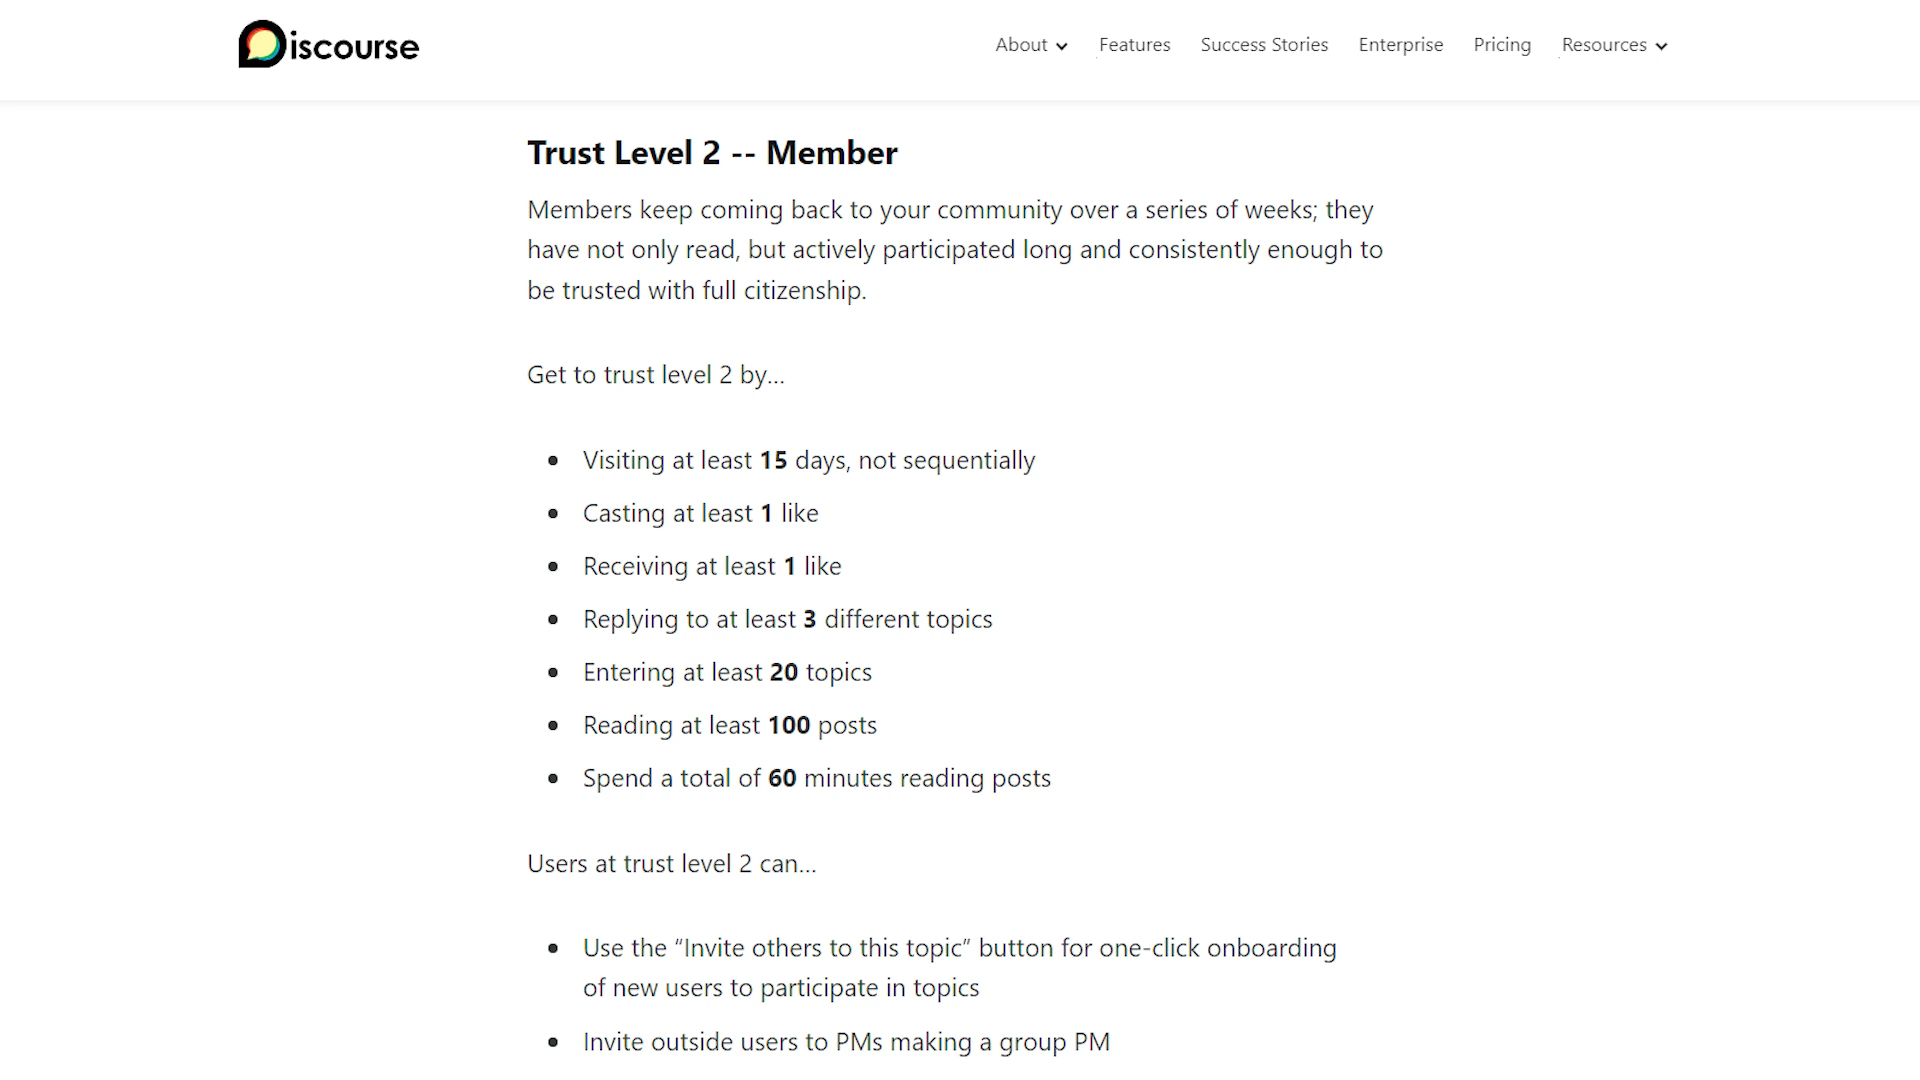 Discourse
About Features Success Stories Enterprise Pricing Resources
Trust Level 2 -- Member
Members keep coming back to your community over a series of weeks; they
have not only read, but actively participated long and consistently enough to
be trusted with full citizenship.
Get to trust level 2 by...
• Visiting at least 15 days, not sequentially
• Casting at least 1 like
• Receiving at least 1 like
• Replying to at least 3 different topics
• Entering at least 20 topics
• Reading at least 100 posts
• Spend a total of 60 minutes reading posts
Users at trust level 2 can...
• Use the “Invite others to this topic” button for one-click onboarding
of new users to participate in topics
• Invite outside users to PMs making a group PM